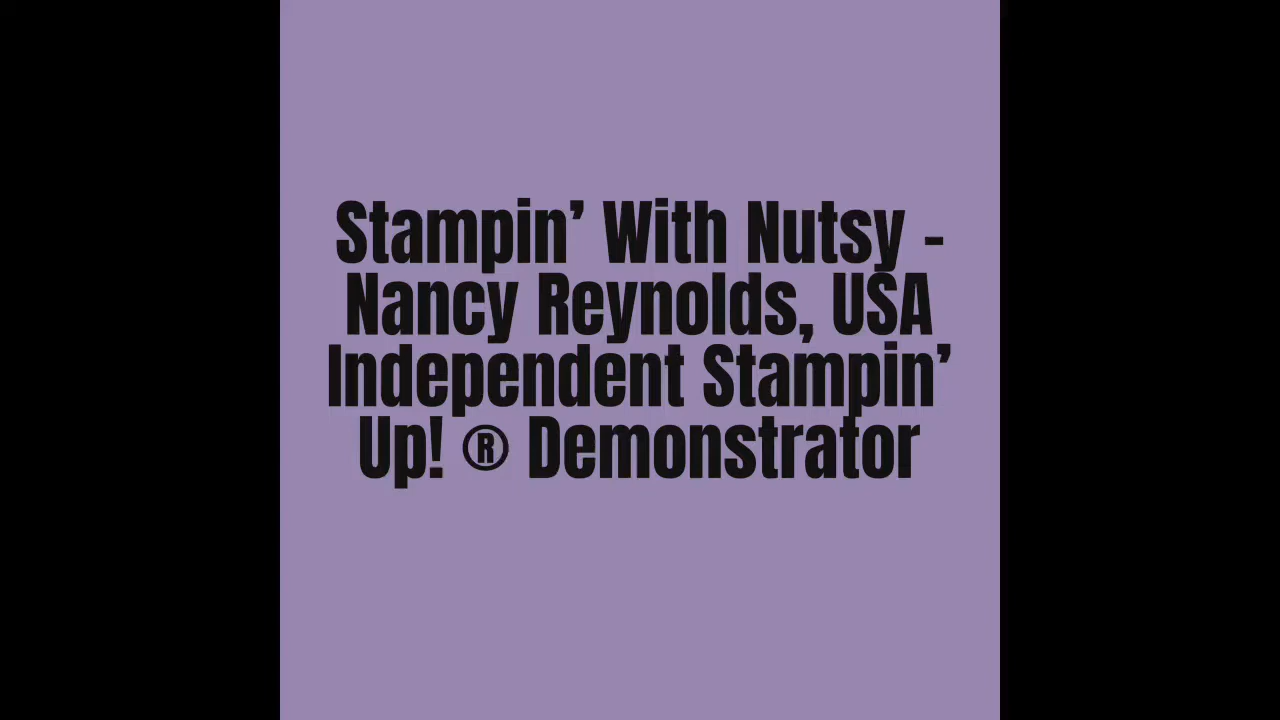 Stampin’ With Nutsy -
Nancy Reynolds, USA
Independent Stampin’
Up! ® Demonstrator